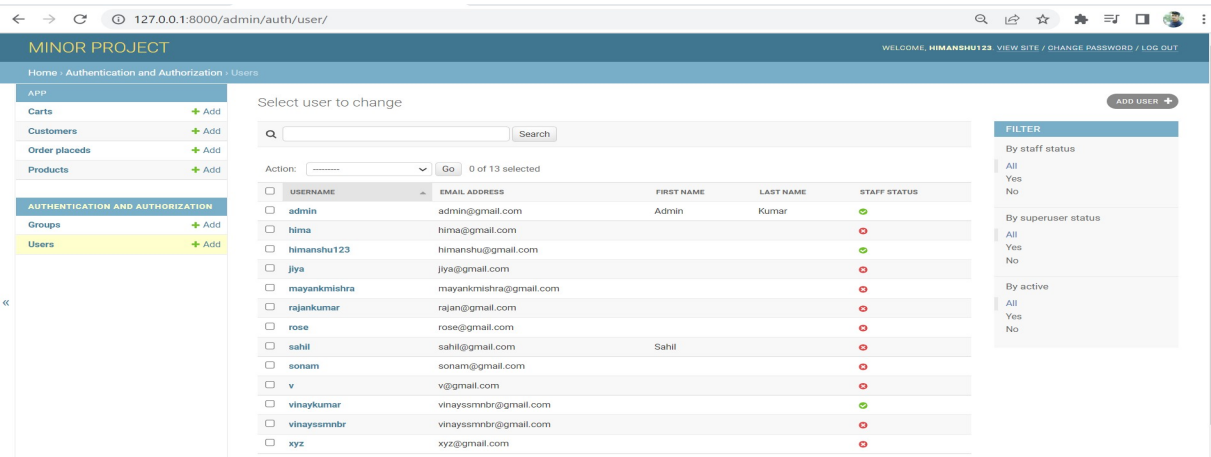 127.0.0.1:8000/admin/auth/user/
MINOR PROJECT
WELCOME, HIMANSHU123. VIEW SITE / CHANGE PASSWORD / LOG OUT
Home › Authentication and Authorization › Users
APP
Carts + Add
Customers + Add
Order placeds + Add
Products + Add
AUTHENTICATION AND AUTHORIZATION
Groups + Add
Users + Add
«
Select user to change
ADD USER +
Search
Action: --------- Go 0 of 13 selected
USERNAME EMAIL ADDRESS FIRST NAME LAST NAME STAFF STATUS
admin admin@gmail.com Admin Kumar
hima hima@gmail.com
himanshu123 himanshu@gmail.com
jiya jiya@gmail.com
mayankmishra mayankmishra@gmail.com
rajankumar rajan@gmail.com
rose rose@gmail.com
sahil sahil@gmail.com Sahil
sonam sonam@gmail.com
v v@gmail.com
vinaykumar vinayssmnbr@gmail.com
vinayssmnbr vinayssmnbr@gmail.com
xyz xyz@gmail.com
FILTER
By staff status
All
Yes
No
By superuser status
All
Yes
No
By active
All
Yes
No